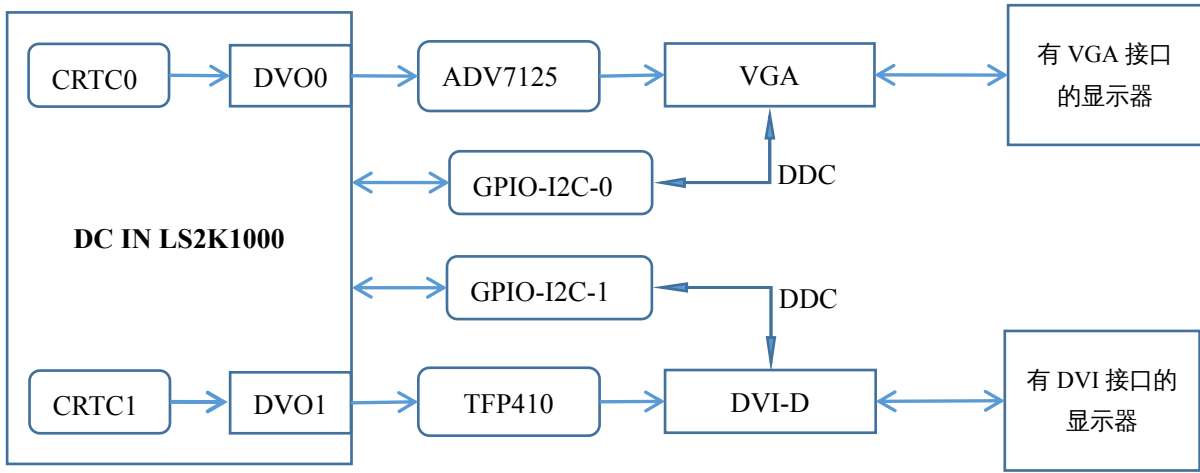 CRTC0
DVO0
ADV7125
VGA
有 VGA 接口
的显示器
GPIO-I2C-0
DDC
DC IN LS2K1000
GPIO-I2C-1
DDC
CRTC1
DVO1
TFP410
DVI-D
有 DVI 接口的
显示器